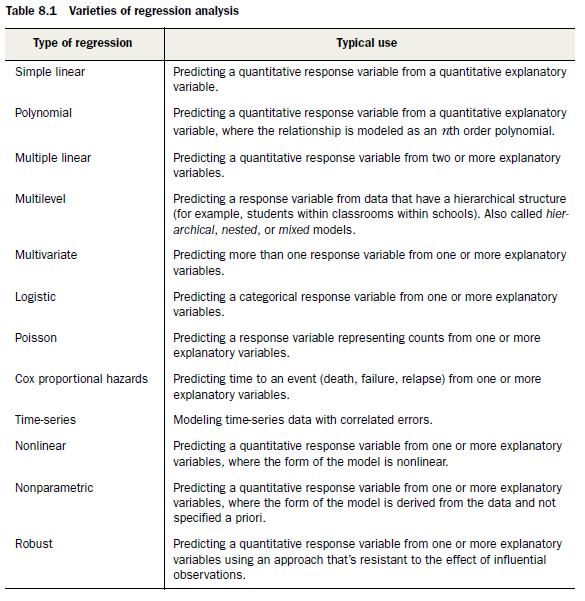 Table 8.1 Varieties of regression analysis
Type of regression Typical use
Simple linear Predicting a quantitative response variable from a quantitative explanatory
variable.
Polynomial Predicting a quantitative response variable from a quantitative explanatory
variable, where the relationship is modeled as an nth order polynomial.
Multiple linear Predicting a quantitative response variable from two or more explanatory
variables.
Multilevel Predicting a response variable from data that have a hierarchical structure
(for example, students within classrooms within schools). Also called hier-
archical, nested, or mixed models.
Multivariate Predicting more than one response variable from one or more explanatory
variables.
Logistic Predicting a categorical response variable from one or more explanatory
variables.
Poisson Predicting a response variable representing counts from one or more
explanatory variables.
Cox proportional hazards Predicting time to an event (death, failure, relapse) from one or more
explanatory variables.
Time-series Modeling time-series data with correlated errors.
Nonlinear Predicting a quantitative response variable from one or more explanatory
variables, where the form of the model is nonlinear.
Nonparametric Predicting a quantitative response variable from one or more explanatory
variables, where the form of the model is derived from the data and not
specified a priori.
Robust Predicting a quantitative response variable from one or more explanatory
variables using an approach that's resistant to the effect of influential
observations.